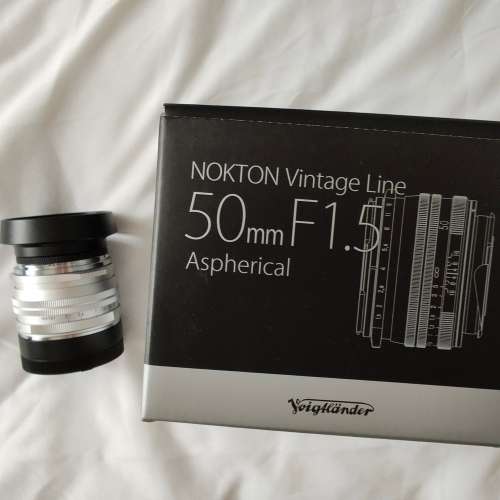 NOKTON Vintage Line
50mm F1.5
Aspherical
Voigtländer